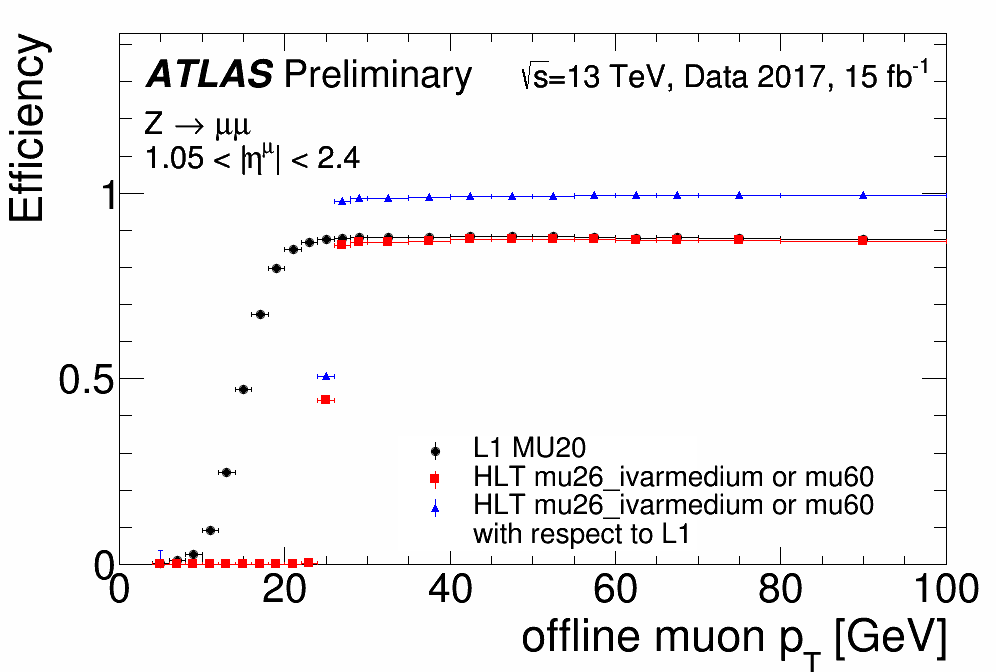 Efficiency
ATLAS Preliminary
√s=13 TeV, Data 2017, 15 fb⁻¹
Z → μμ
1.05 < |η^μ| < 2.4
1
0.5
0
L1 MU20
HLT mu26_ivarmedium or mu60
HLT mu26_ivarmedium or mu60
with respect to L1
0 20 40 60 80 100
offline muon p_T [GeV]